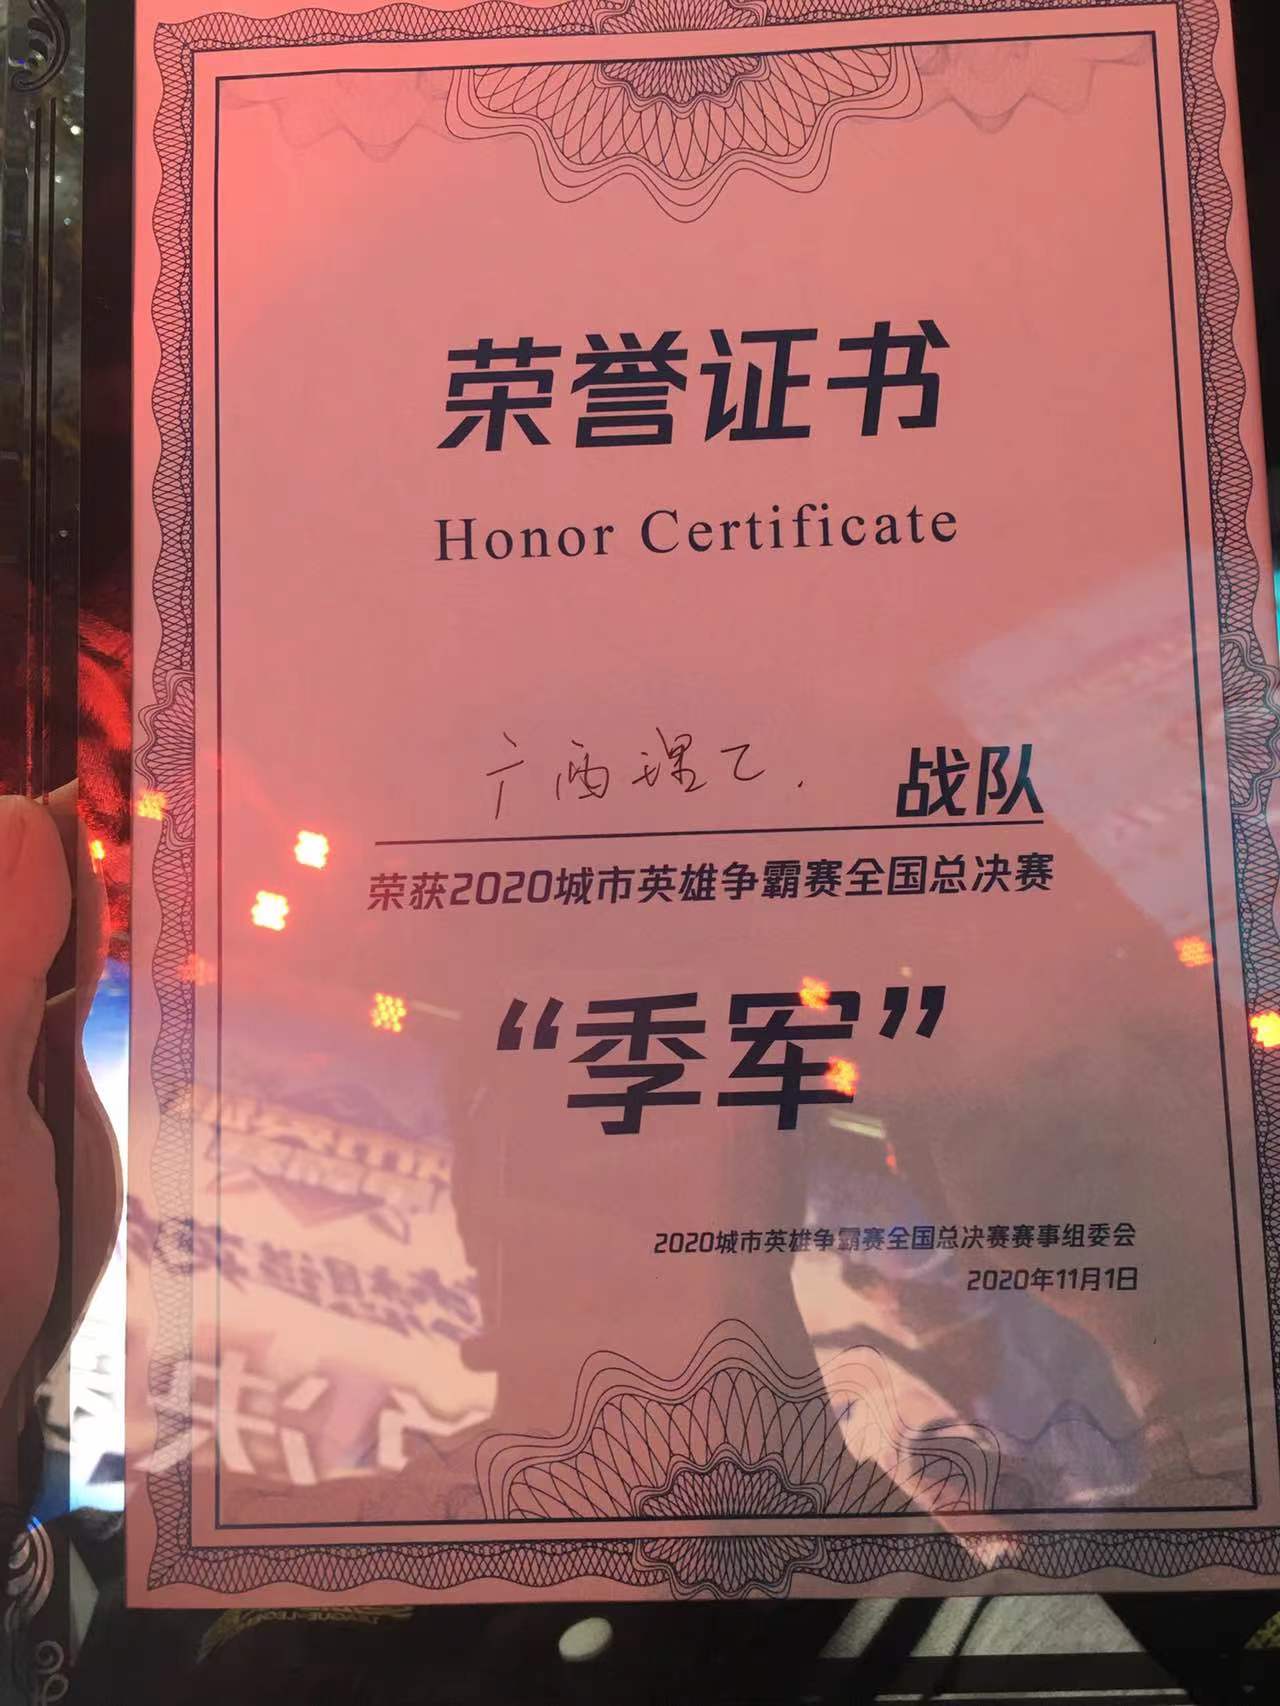 荣誉证书
Honor Certificate
广西理工 战队
荣获2020城市英雄争霸赛全国总决赛
“季军”
2020城市英雄争霸赛全国总决赛赛事组委会
2020年11月1日